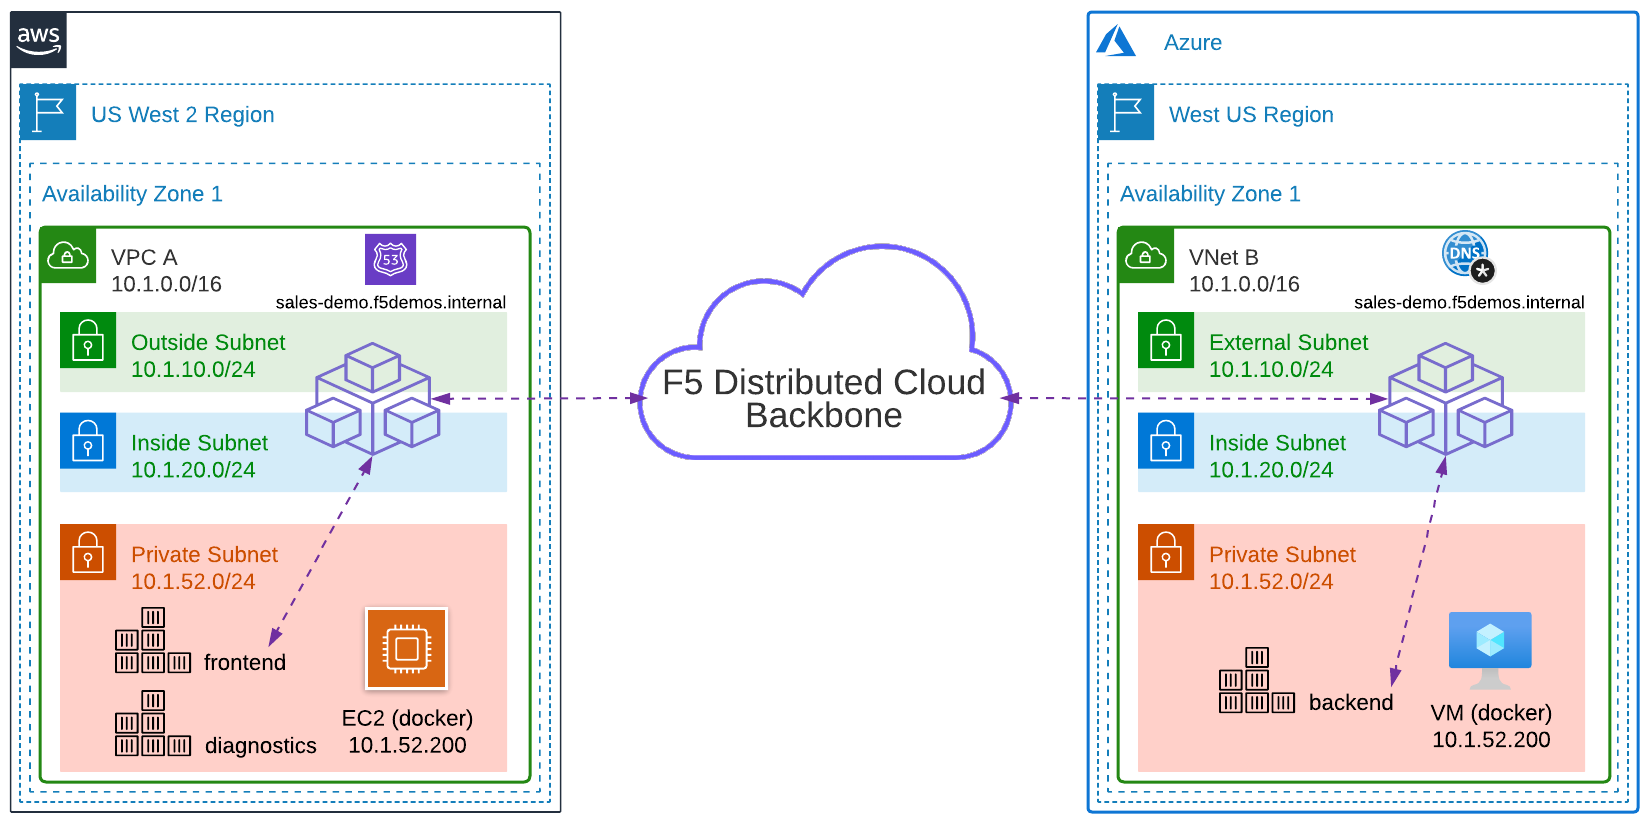 aws
US West 2 Region
Availability Zone 1
VPC A
10.1.0.0/16
53
sales-demo.f5demos.internal
Outside Subnet
10.1.10.0/24
Inside Subnet
10.1.20.0/24
Private Subnet
10.1.52.0/24
frontend
diagnostics
EC2 (docker)
10.1.52.200
F5 Distributed Cloud
Backbone
Azure
West US Region
Availability Zone 1
VNet B
10.1.0.0/16
DNS
*
sales-demo.f5demos.internal
External Subnet
10.1.10.0/24
Inside Subnet
10.1.20.0/24
Private Subnet
10.1.52.0/24
backend
VM (docker)
10.1.52.200